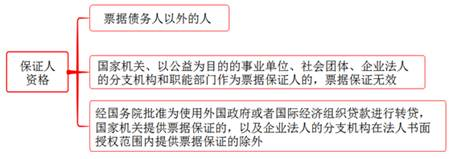 票据债务人以外的人
保证人
资格
国家机关、以公益为目的的事业单位、社会团体、企业法人
的分支机构和职能部门作为票据保证人的，票据保证无效
经国务院批准为使用外国政府或者国际经济组织贷款进行转贷，
国家机关提供票据保证的，以及企业法人的分支机构在法人书面
授权范围内提供票据保证的除外